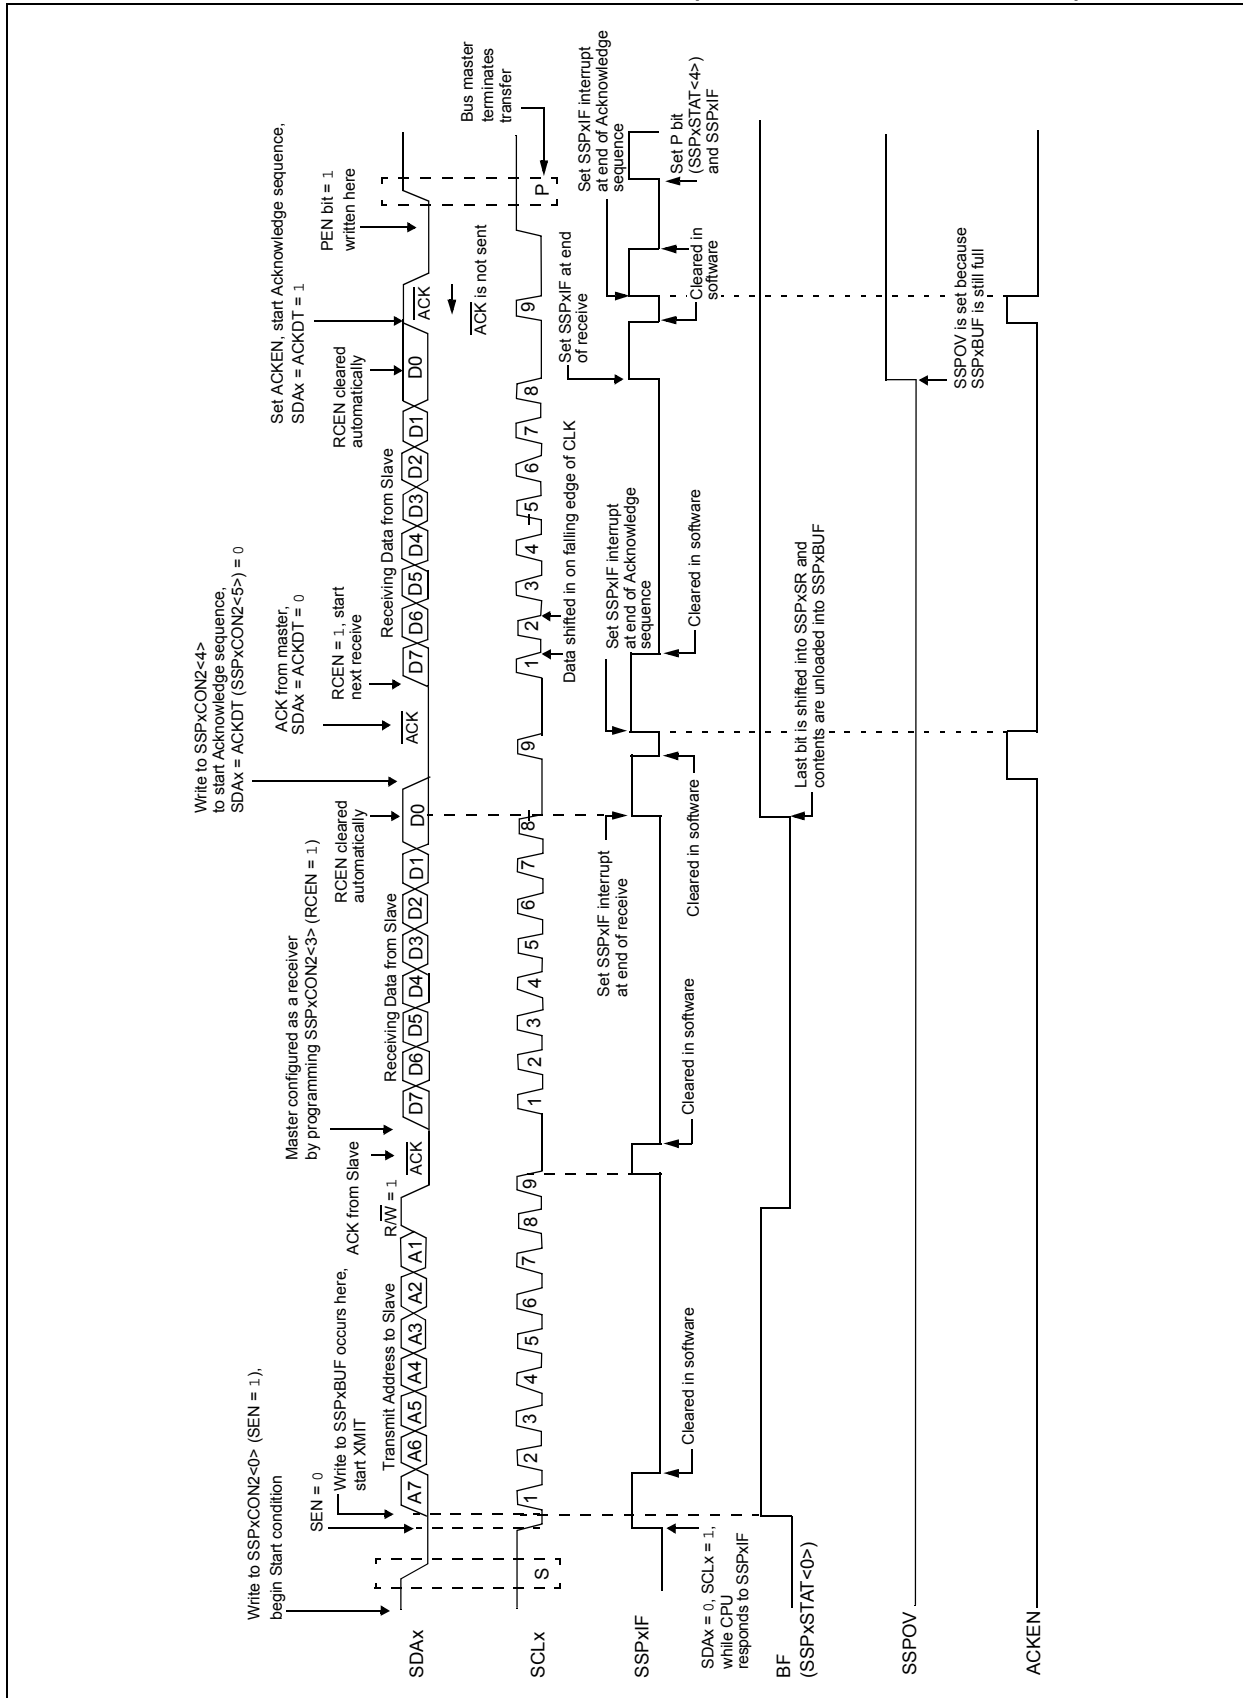 Write to SSPxCON2<0> (SEN = 1),
begin Start condition
SEN = 0
Write to SSPxBUF occurs here,
start XMIT
Transmit Address to Slave
R/W = 1
ACK from Slave
Master configured as a receiver
by programming SSPxCON2<3> (RCEN = 1)
Receiving Data from Slave
RCEN cleared
automatically
Write to SSPxCON2<4>
to start Acknowledge sequence,
SDAx = ACKDT (SSPxCON2<5>) = 0
ACK from master,
SDAx = ACKDT = 0
RCEN = 1, start
next receive
Receiving Data from Slave
RCEN cleared
automatically
Set ACKEN, start Acknowledge sequence,
SDAx = ACKDT = 1
PEN bit = 1
written here
SDAx
A7 A6 A5 A4 A3 A2 A1
ACK
D7 D6 D5 D4 D3 D2 D1 D0
ACK
D7 D6 D5 D4 D3 D2 D1 D0
ACK
ACK is not sent
Bus master
terminates
transfer
SCLx
S
1 2 3 4 5 6 7 8 9
1 2 3 4 5 6 7 8 9
1 2 3 4 5 6 7 8 9
P
Data shifted in on falling edge of CLK
Set SSPxIF interrupt
at end of receive
Set SSPxIF interrupt
at end of Acknowledge
sequence
Set SSPxIF at end
of receive
Set SSPxIF interrupt
at end of Acknowledge
sequence
SSPxIF
SDAx = 0, SCLx = 1,
while CPU
responds to SSPxIF
Cleared in software
Cleared in software
Cleared in software
Cleared in software
Cleared in
software
Set P bit
(SSPxSTAT<4>)
and SSPxIF
BF
(SSPxSTAT<0>)
Last bit is shifted into SSPxSR and
contents are unloaded into SSPxBUF
SSPOV
SSPOV is set because
SSPxBUF is still full
ACKEN